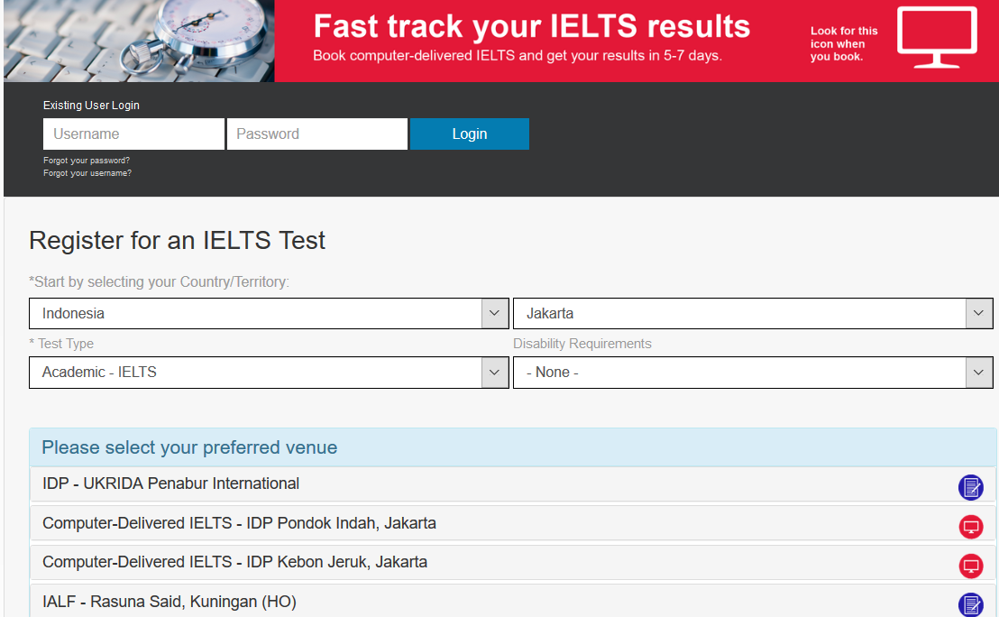 Fast track your IELTS results
Book computer-delivered IELTS and get your results in 5-7 days.
Look for this
icon when
you book.
Existing User Login
Username
Password
Login
Forgot your password?
Forgot your username?
Register for an IELTS Test
*Start by selecting your Country/Territory:
Indonesia
Jakarta
* Test Type
Disability Requirements
Academic - IELTS
- None -
Please select your preferred venue
IDP - UKRIDA Penabur International
Computer-Delivered IELTS - IDP Pondok Indah, Jakarta
Computer-Delivered IELTS - IDP Kebon Jeruk, Jakarta
IALF - Rasuna Said, Kuningan (HO)